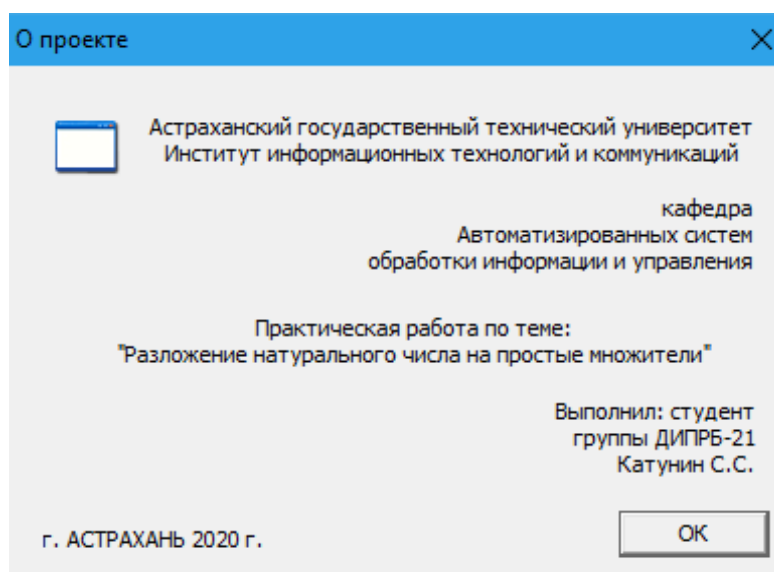 О проекте
Астраханский государственный технический университет
Институт информационных технологий и коммуникаций
кафедра
Автоматизированных систем
обработки информации и управления
Практическая работа по теме:
"Разложение натурального числа на простые множители"
Выполнил: студент
группы ДИПРБ-21
Катунин С.С.
г. АСТРАХАНЬ 2020 г.
OK